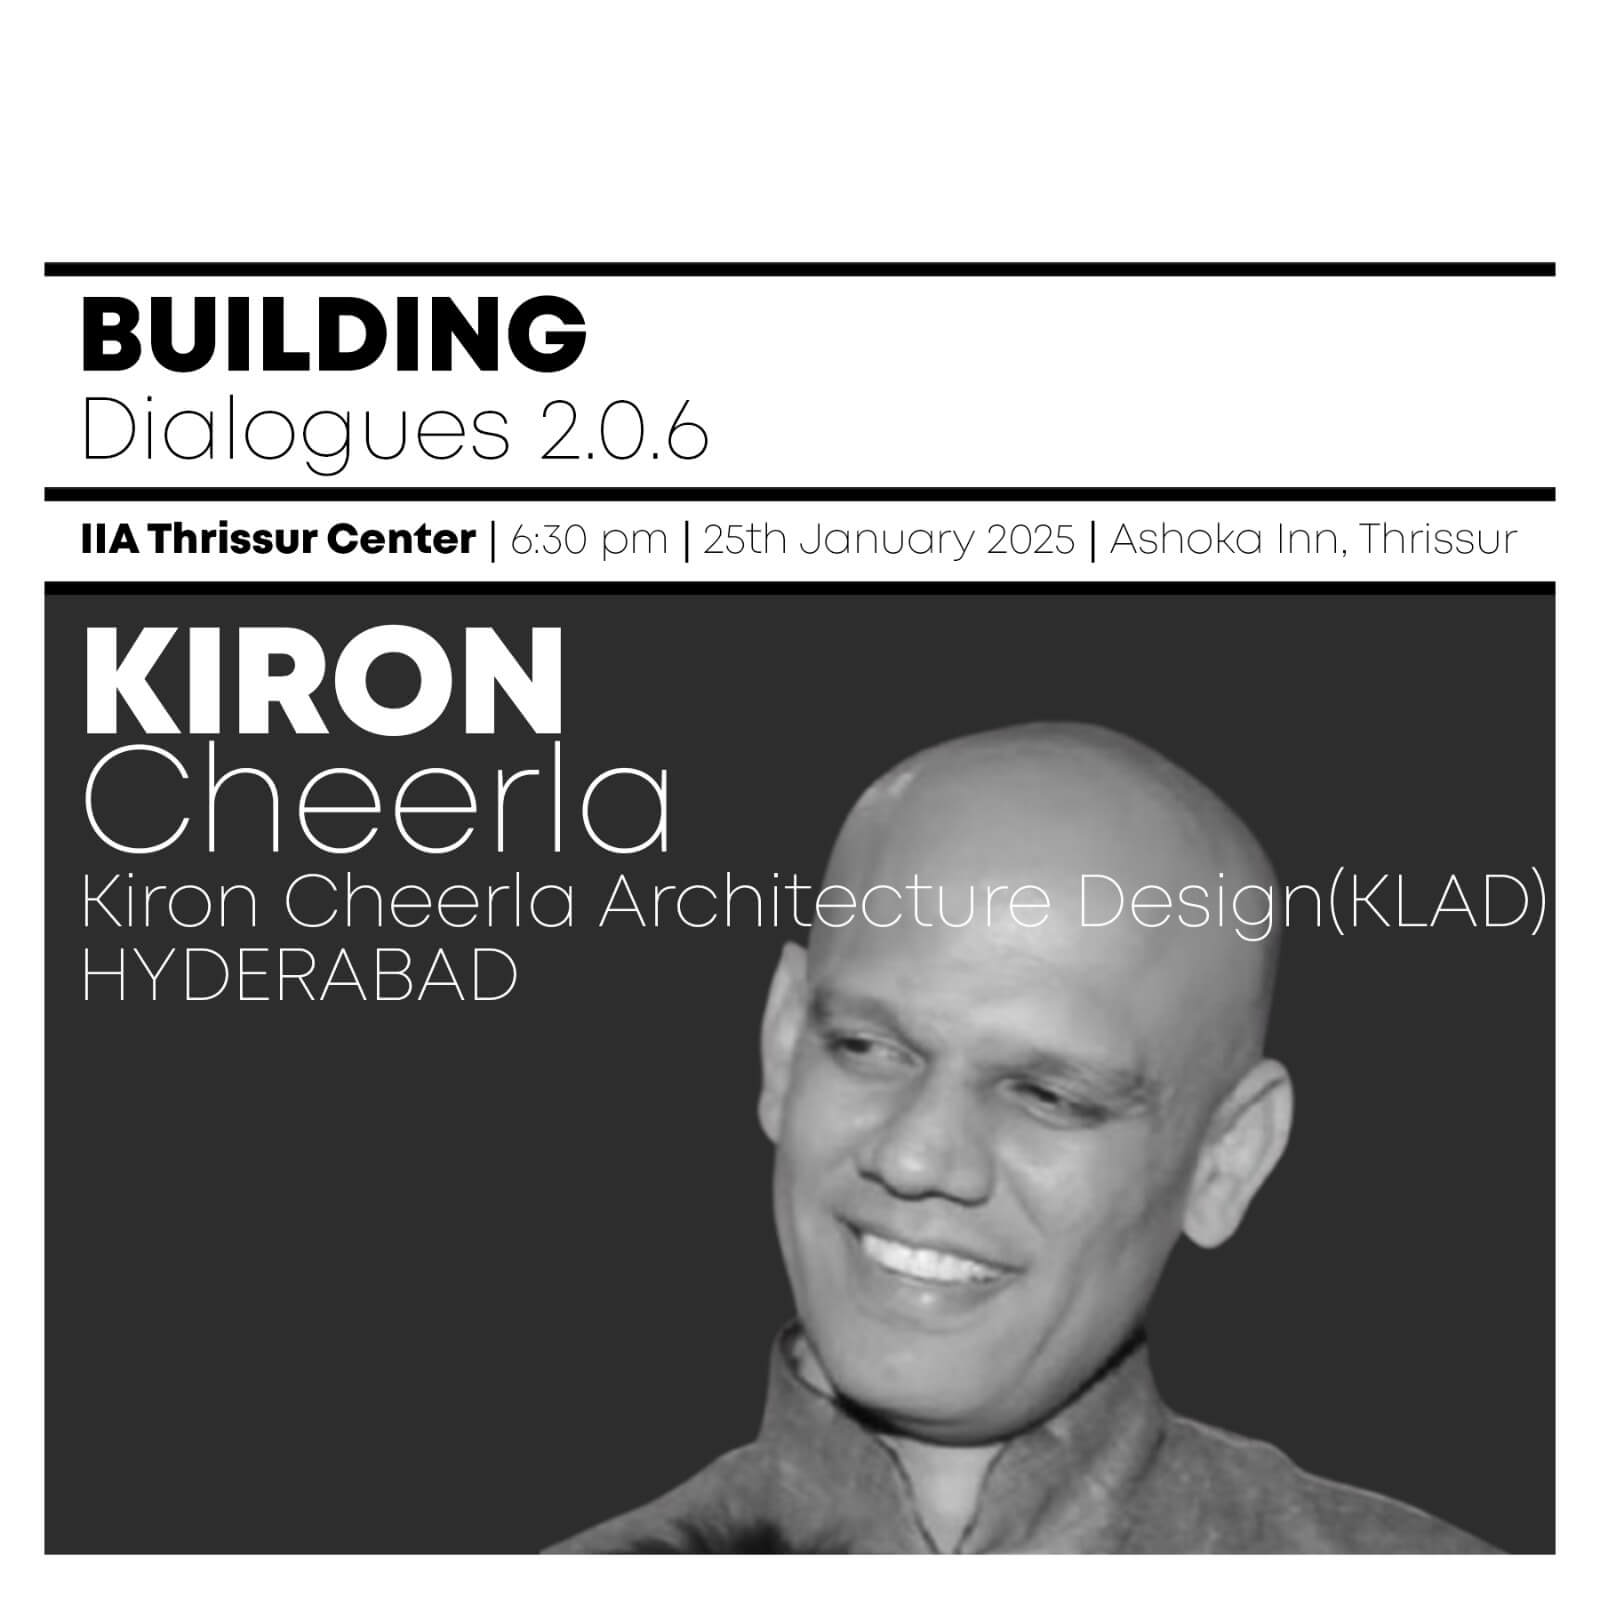 BUILDING
Dialogues 2.0.6
IIA Thrissur Center | 6:30 pm | 25th January 2025 | Ashoka Inn, Thrissur
KIRON
Cheerla
Kiron Cheerla Architecture Design(KLAD)
HYDERABAD